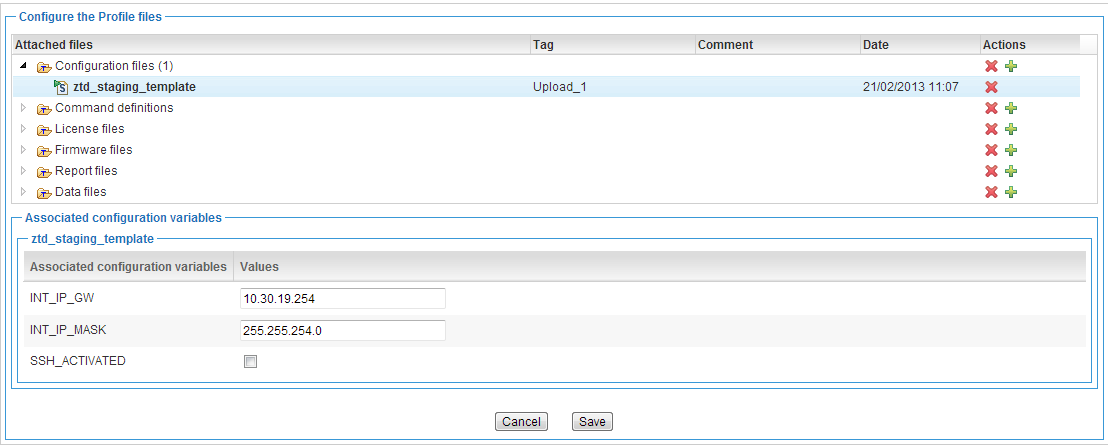 Configure the Profile files
Attached files Tag Comment Date Actions
Configuration files (1)
ztd_staging_template Upload_1 21/02/2013 11:07
Command definitions
License files
Firmware files
Report files
Data files
Associated configuration variables
ztd_staging_template
Associated configuration variables Values
INT_IP_GW 10.30.19.254
INT_IP_MASK 255.255.254.0
SSH_ACTIVATED
Cancel Save